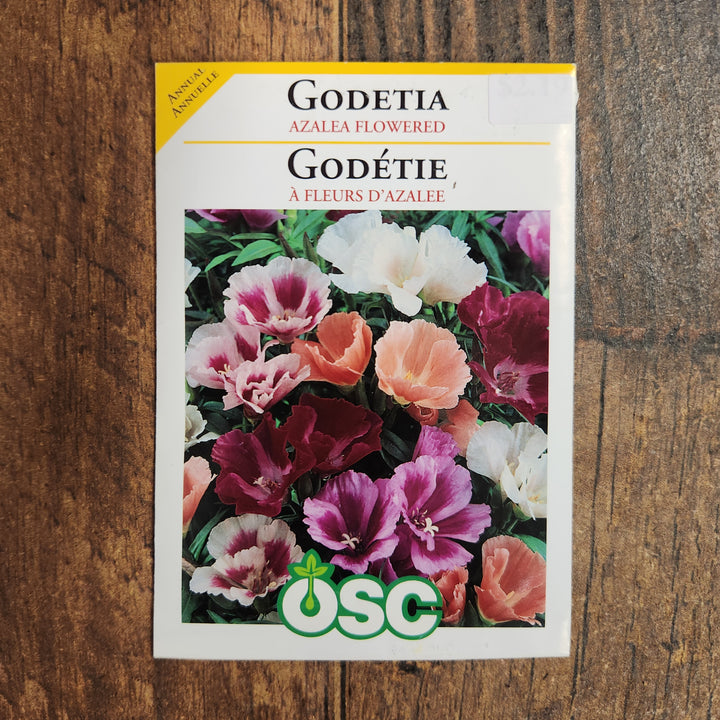 ANNUAL
ANNUELLE
GODETIA
AZALEA FLOWERED
GODÉTIE
À FLEURS D'AZALEE
OSC